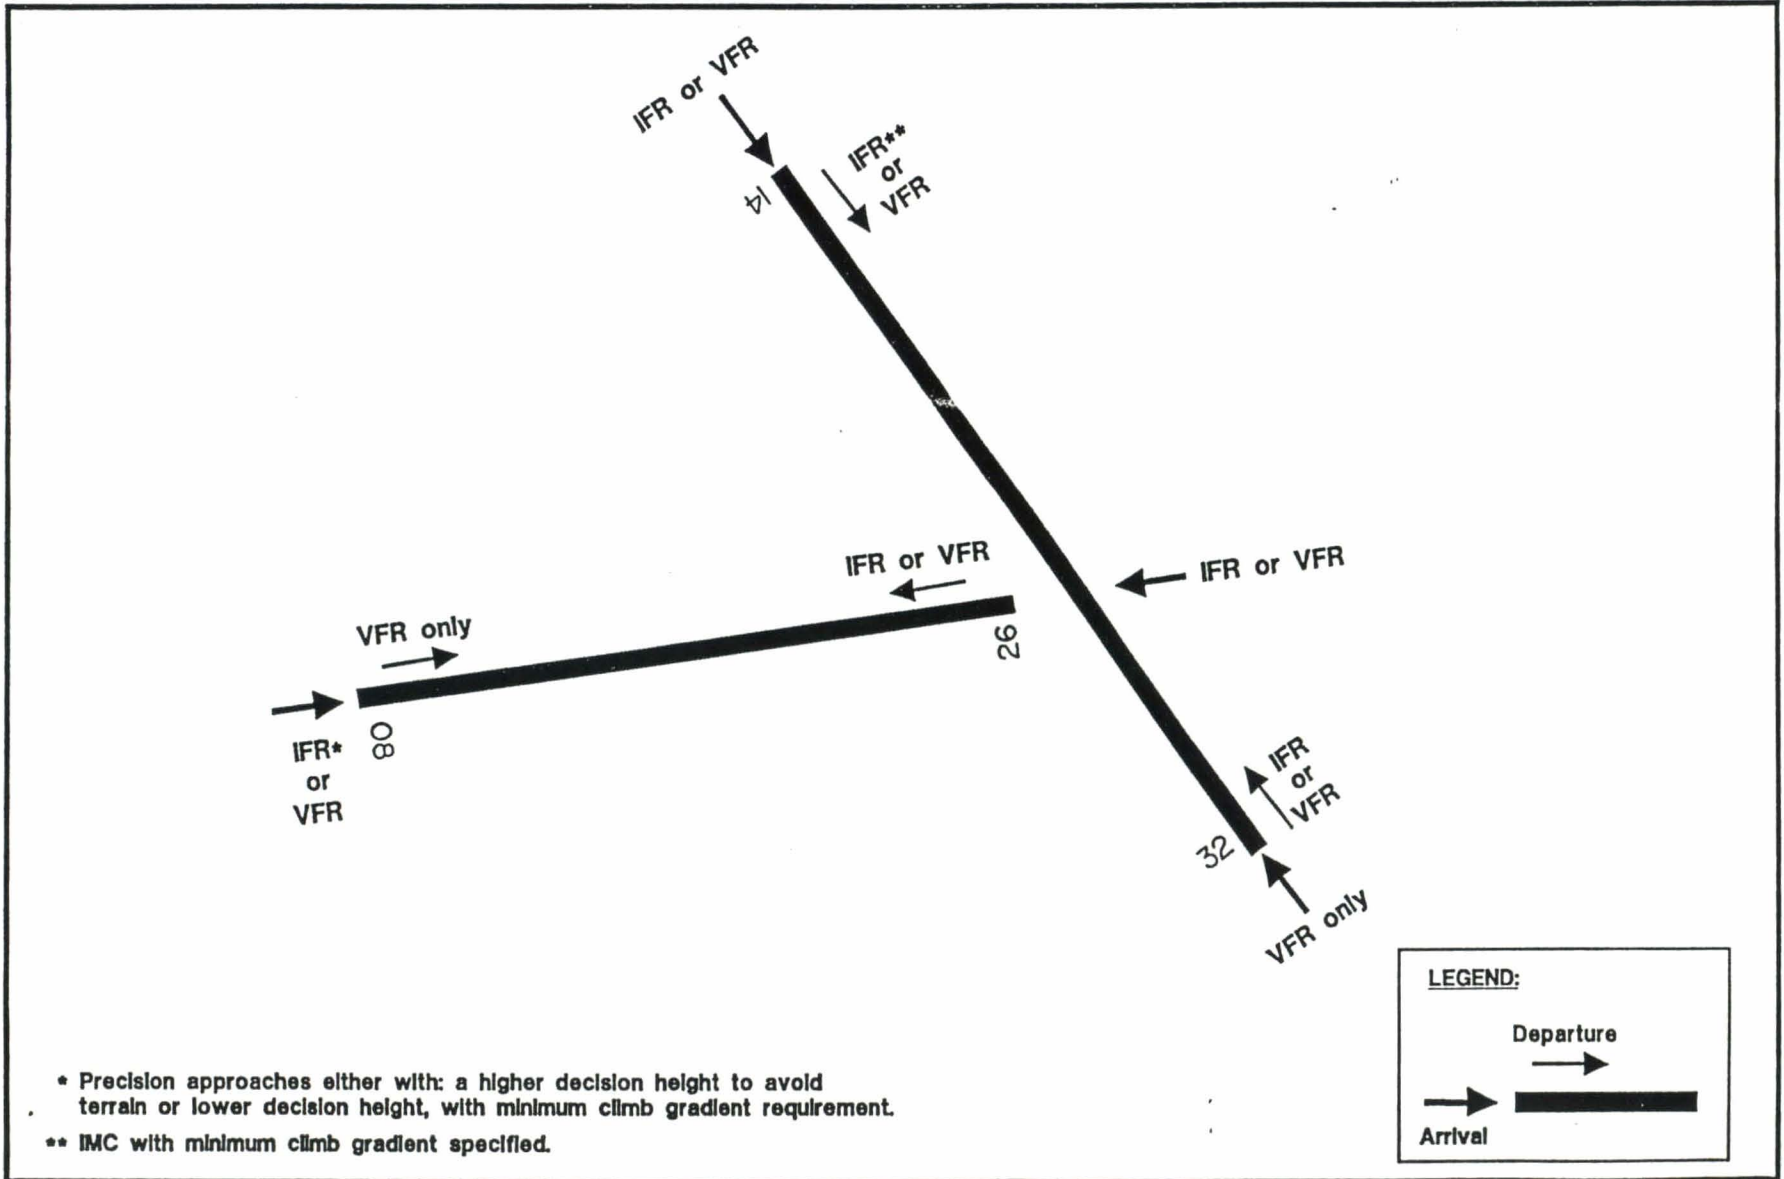 IFR or VFR
IFR**
or
VFR
14
IFR or VFR
IFR or VFR
VFR only
26
08
IFR*
or
VFR
IFR
or
VFR
32
VFR only
LEGEND:
Departure
Arrival
* Precision approaches either with: a higher decision height to avoid
terrain or lower decision height, with minimum climb gradient requirement.
** IMC with minimum climb gradient specified.